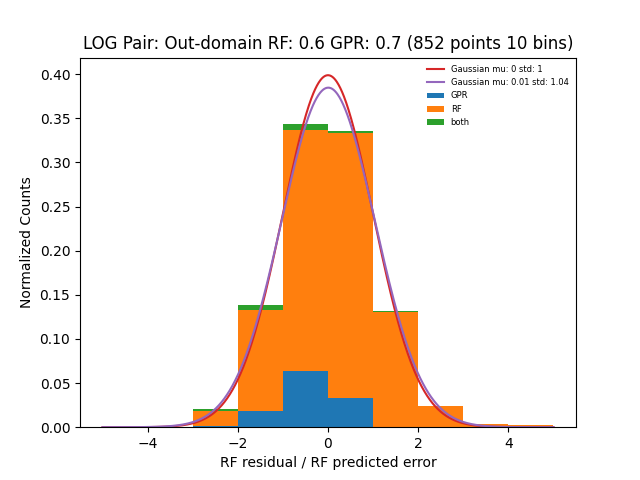 LOG Pair: Out-domain RF: 0.6 GPR: 0.7 (852 points 10 bins)
Gaussian mu: 0 std: 1
Gaussian mu: 0.01 std: 1.04
GPR
RF
both
Normalized Counts
0.40
0.35
0.30
0.25
0.20
0.15
0.10
0.05
0.00
−4
−2
0
2
4
RF residual / RF predicted error